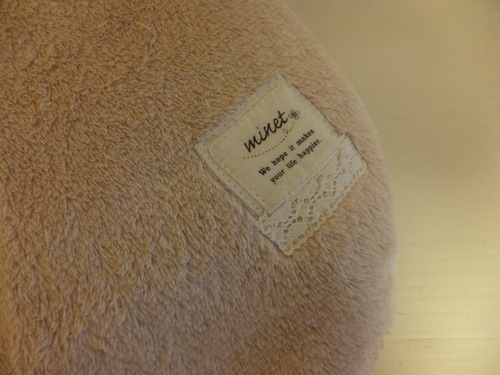 minet
We hope it makes
your life happier.